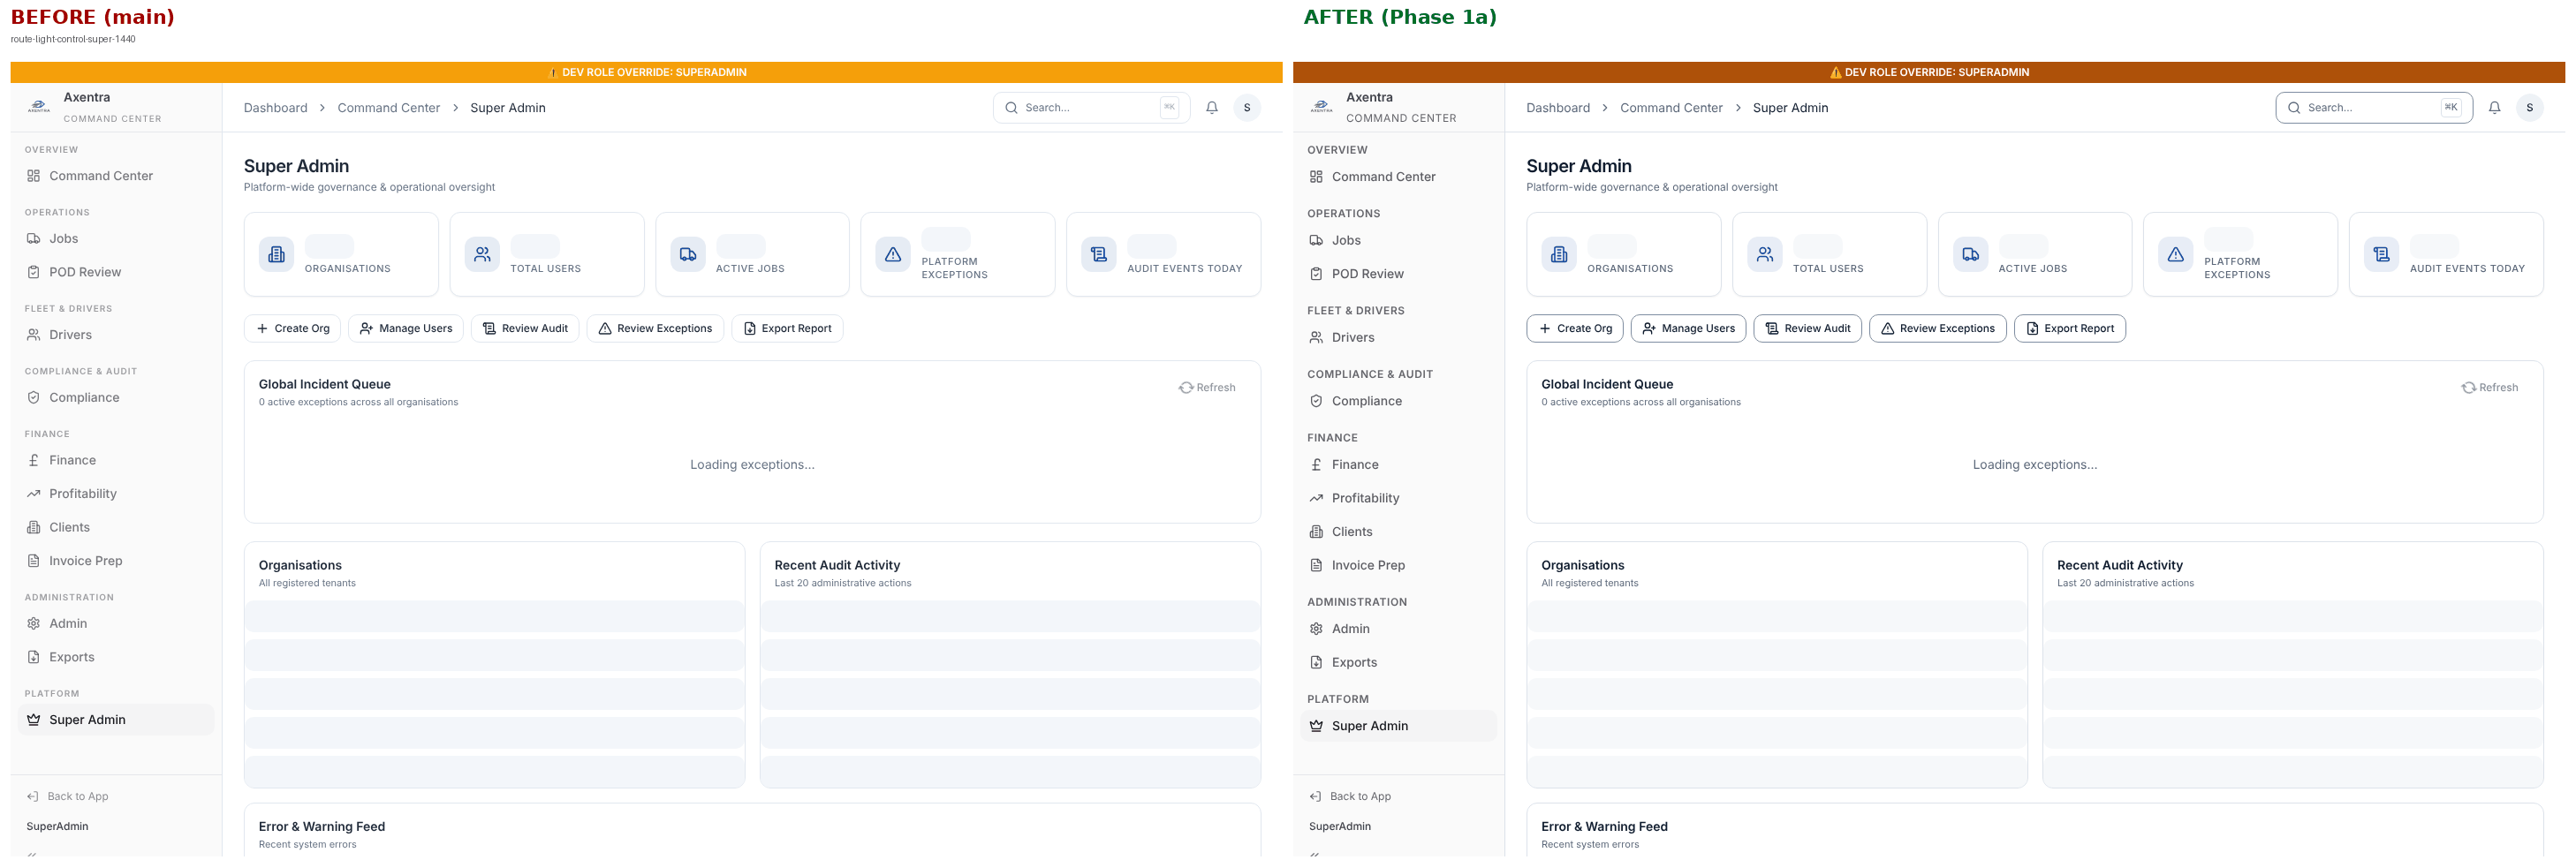 BEFORE (main)
route-light-control-super-1440
⚠️ DEV ROLE OVERRIDE: SUPERADMIN
AXENTRA
Axentra
COMMAND CENTER
Dashboard > Command Center > Super Admin
Search...
⌘K
S
OVERVIEW
Command Center
OPERATIONS
Jobs
POD Review
FLEET & DRIVERS
Drivers
COMPLIANCE & AUDIT
Compliance
FINANCE
Finance
Profitability
Clients
Invoice Prep
ADMINISTRATION
Admin
Exports
PLATFORM
Super Admin
Back to App
SuperAdmin
Super Admin
Platform-wide governance & operational oversight
ORGANISATIONS
TOTAL USERS
ACTIVE JOBS
PLATFORM
EXCEPTIONS
AUDIT EVENTS TODAY
Create Org
Manage Users
Review Audit
Review Exceptions
Export Report
Global Incident Queue
0 active exceptions across all organisations
Refresh
Loading exceptions...
Organisations
All registered tenants
Recent Audit Activity
Last 20 administrative actions
Error & Warning Feed
Recent system errors
AFTER (Phase 1a)
⚠️ DEV ROLE OVERRIDE: SUPERADMIN
AXENTRA
Axentra
COMMAND CENTER
Dashboard > Command Center > Super Admin
Search...
⌘K
S
OVERVIEW
Command Center
OPERATIONS
Jobs
POD Review
FLEET & DRIVERS
Drivers
COMPLIANCE & AUDIT
Compliance
FINANCE
Finance
Profitability
Clients
Invoice Prep
ADMINISTRATION
Admin
Exports
PLATFORM
Super Admin
Back to App
SuperAdmin
Super Admin
Platform-wide governance & operational oversight
ORGANISATIONS
TOTAL USERS
ACTIVE JOBS
PLATFORM
EXCEPTIONS
AUDIT EVENTS TODAY
Create Org
Manage Users
Review Audit
Review Exceptions
Export Report
Global Incident Queue
0 active exceptions across all organisations
Refresh
Loading exceptions...
Organisations
All registered tenants
Recent Audit Activity
Last 20 administrative actions
Error & Warning Feed
Recent system errors